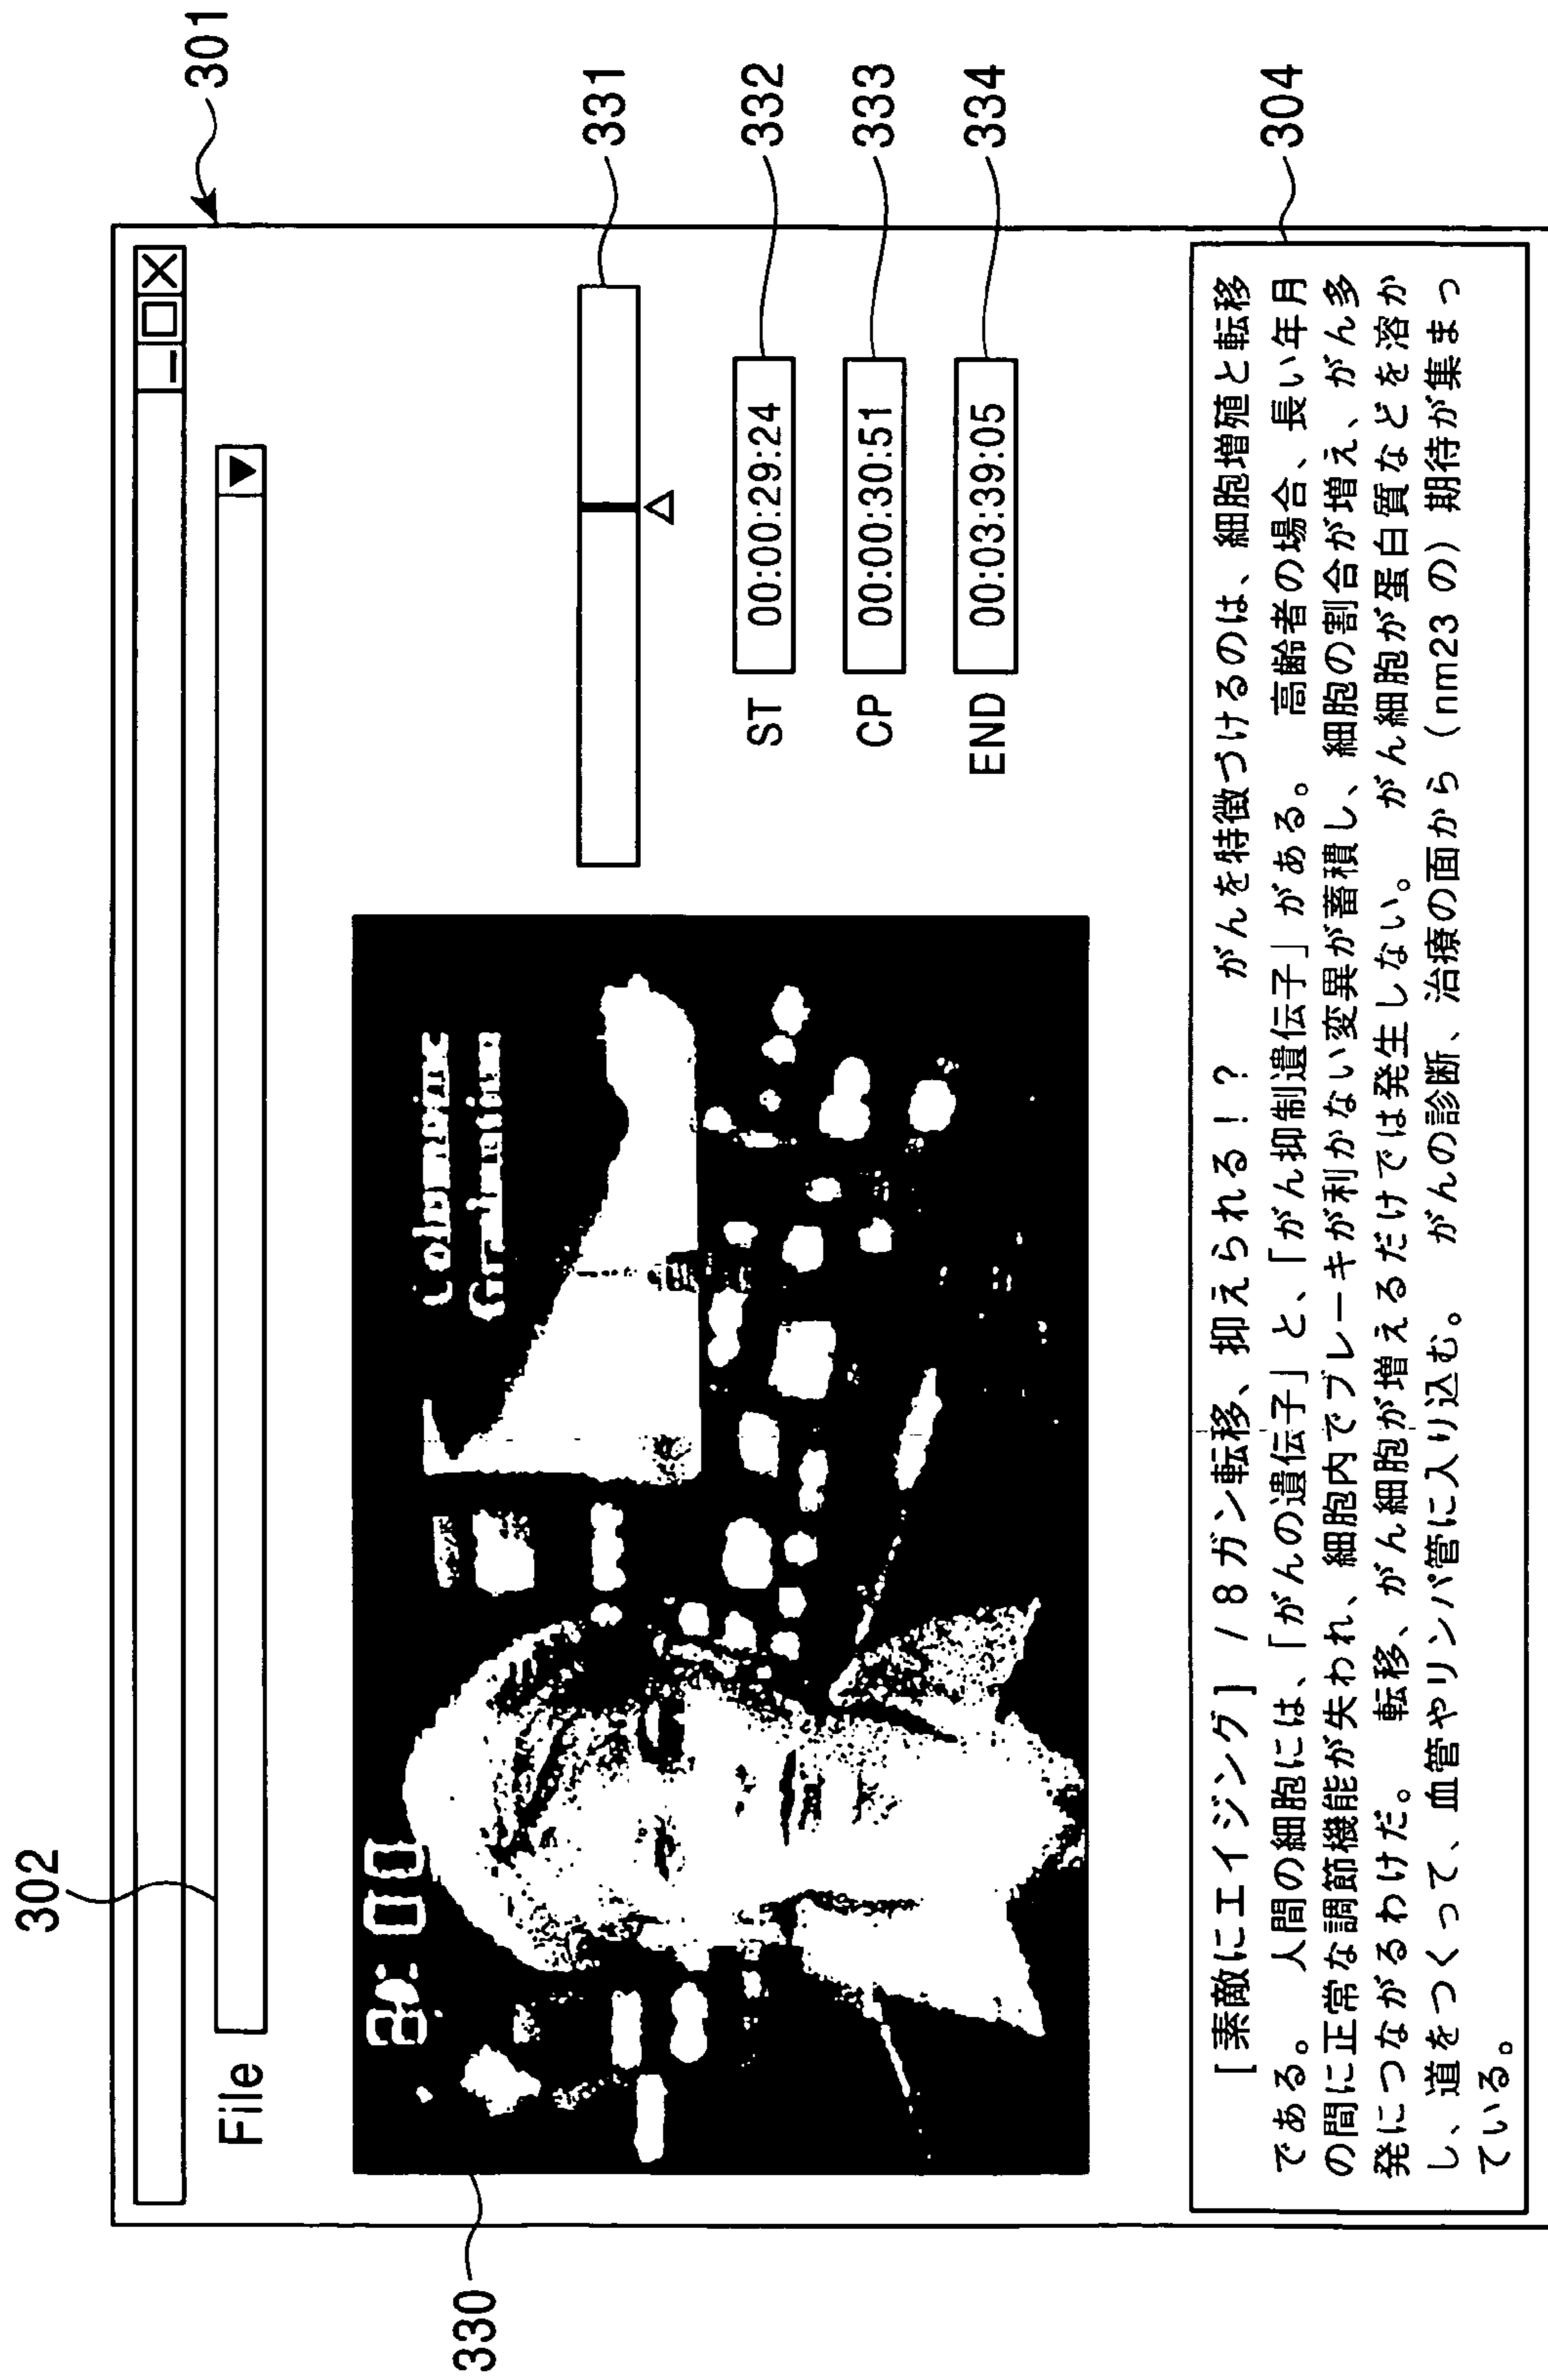 302
301
File
330
2:00
331
ST 00:00:29:24
332
CP 00:00:30:51
333
END 00:03:39:05
334
304
[素敵にエイジング] /8ガン転移、抑えられる!? がんを特徴づけるのは、細胞増殖と転移
である。 人間の細胞には、「がんの遺伝子」と、「がん抑制遺伝子」がある。 高齢者の場合、長い年月
の間に正常な調節機能が失われ、細胞内でブレーキが利かない変異が蓄積し、細胞の割合が増え、がん多
発につながるわけだ。 転移、がん細胞が増えるだけでは発生しない。 がん細胞が蛋白質などを溶か
し、道をつくって、血管やリンパ管に入り込む。 がんの診断、治療の面から (nm23 の) 期待が集まっ
ている。